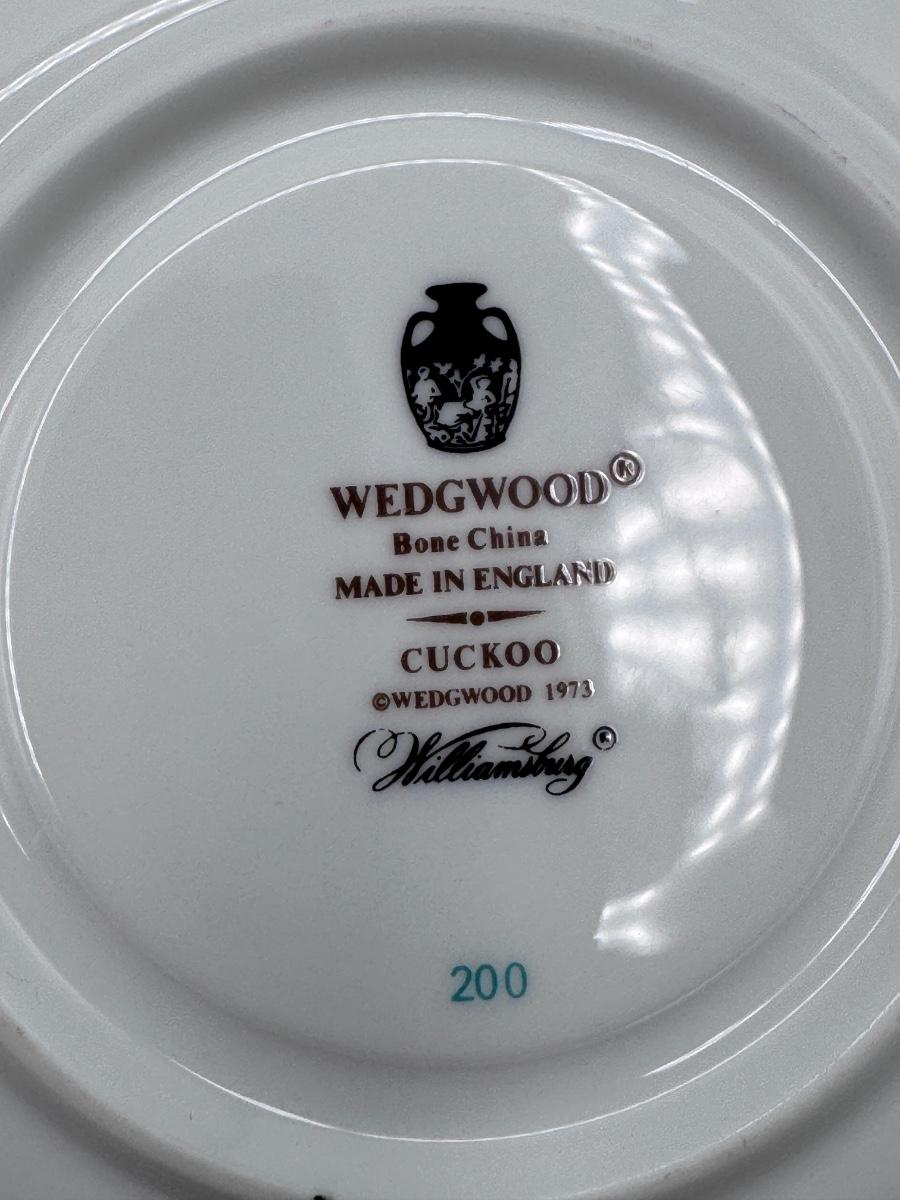 WEDGWOOD®
Bone China
MADE IN ENGLAND
CUCKOO
©WEDGWOOD 1973
Williamsburg®
200